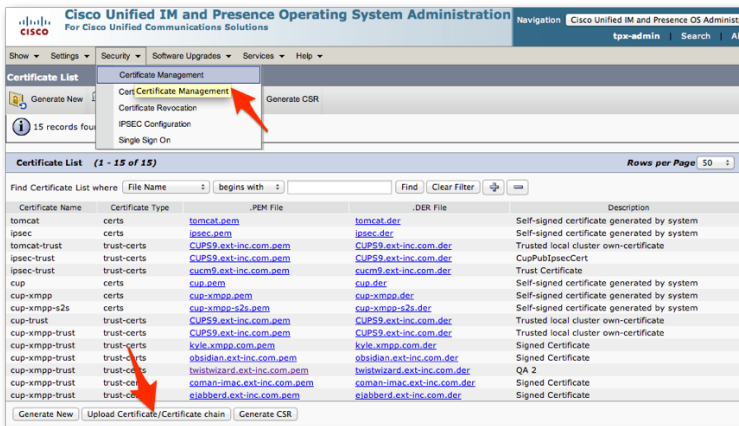 Cisco Unified IM and Presence Operating System Administration
Navigation Cisco Unified IM and Presence OS Administ
CISCO For Cisco Unified Communications Solutions
tpx-admin Search
Show Settings Security Software Upgrades Services Help
Certificate List
Certificate Management
Certificate Management
Certificate Revocation
IPSEC Configuration
Single Sign On
Generate New
Generate CSR
15 records fou
Certificate List (1 - 15 of 15)
Rows per Page 50
Find Certificate List where File Name begins with Find Clear Filter
Certificate Name Certificate Type .PEM File .DER File Description
tomcat certs tomcat.pem tomcat.der Self-signed certificate generated by system
ipsec certs ipsec.pem ipsec.der Self-signed certificate generated by system
tomcat-trust trust-certs CUPS9.ext-inc.com.pem CUPS9.ext-inc.com.der Trusted local cluster own-certificate
ipsec-trust trust-certs CUPS9.ext-inc.com.pem CUPS9.ext-inc.com.der CupPubIpsecCert
ipsec-trust trust-certs cucm9.ext-inc.com.pem cucm9.ext-inc.com.der Trust Certificate
cup certs cup.pem cup.der Self-signed certificate generated by system
cup-xmpp certs cup-xmpp.pem cup-xmpp.der Self-signed certificate generated by system
cup-xmpp-s2s certs cup-xmpp-s2s.pem cup-xmpp-s2s.der Self-signed certificate generated by system
cup-trust trust-certs CUPS9.ext-inc.com.pem CUPS9.ext-inc.com.der Trusted local cluster own-certificate
cup-xmpp-trust trust-certs CUPS9.ext-inc.com.pem CUPS9.ext-inc.com.der Trusted local cluster own-certificate
cup-xmpp-trust trust-certs kyle.xmpp.com.pem kyle.xmpp.com.der Signed Certificate
cup-xmpp-trust obsidian.ext-inc.com.pem obsidian.ext-inc.com.der Signed Certificate
cup-xmpp-trust twistwizard.ext-inc.com.pem twistwizard.ext-inc.com.der QA 2
cup-xmpp-trust coman-imac.ext-inc.com.pem coman-imac.ext-inc.com.der Signed Certificate
cup-xmpp-trust ejabberd.ext-inc.com.pem ejabberd.ext-inc.com.der Signed Certificate
Generate New Upload Certificate/Certificate chain Generate CSR